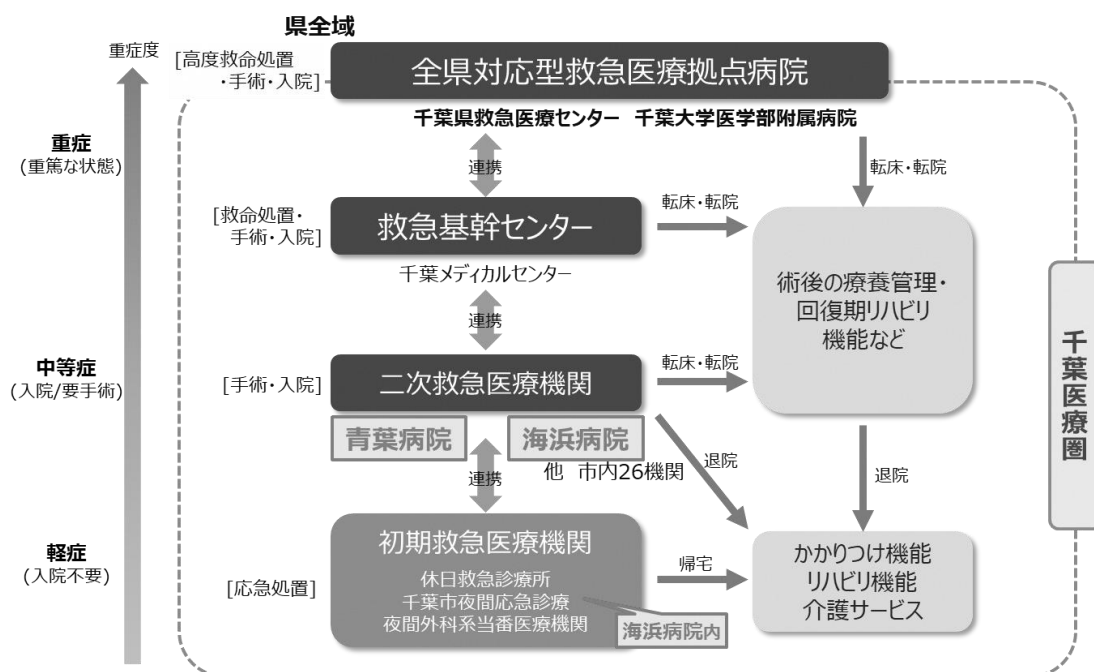 県全域
重症度
[高度救命処置
・手術・入院]
全県対応型救急医療拠点病院
千葉県救急医療センター 千葉大学医学部附属病院
重症
(重篤な状態)
連携
転床・転院
[救命処置・
手術・入院]
救急基幹センター
転床・転院
千葉メディカルセンター
術後の療養管理・
回復期リハビリ
機能など
千葉医療圏
連携
中等症
(入院/要手術)
[手術・入院]
二次救急医療機関
転床・転院
青葉病院
海浜病院
他 市内26機関
連携
退院
退院
軽症
(入院不要)
[応急処置]
初期救急医療機関
休日救急診療所
千葉市夜間応急診療
夜間外科系当番医療機関
海浜病院内
帰宅
かかりつけ機能
リハビリ機能
介護サービス